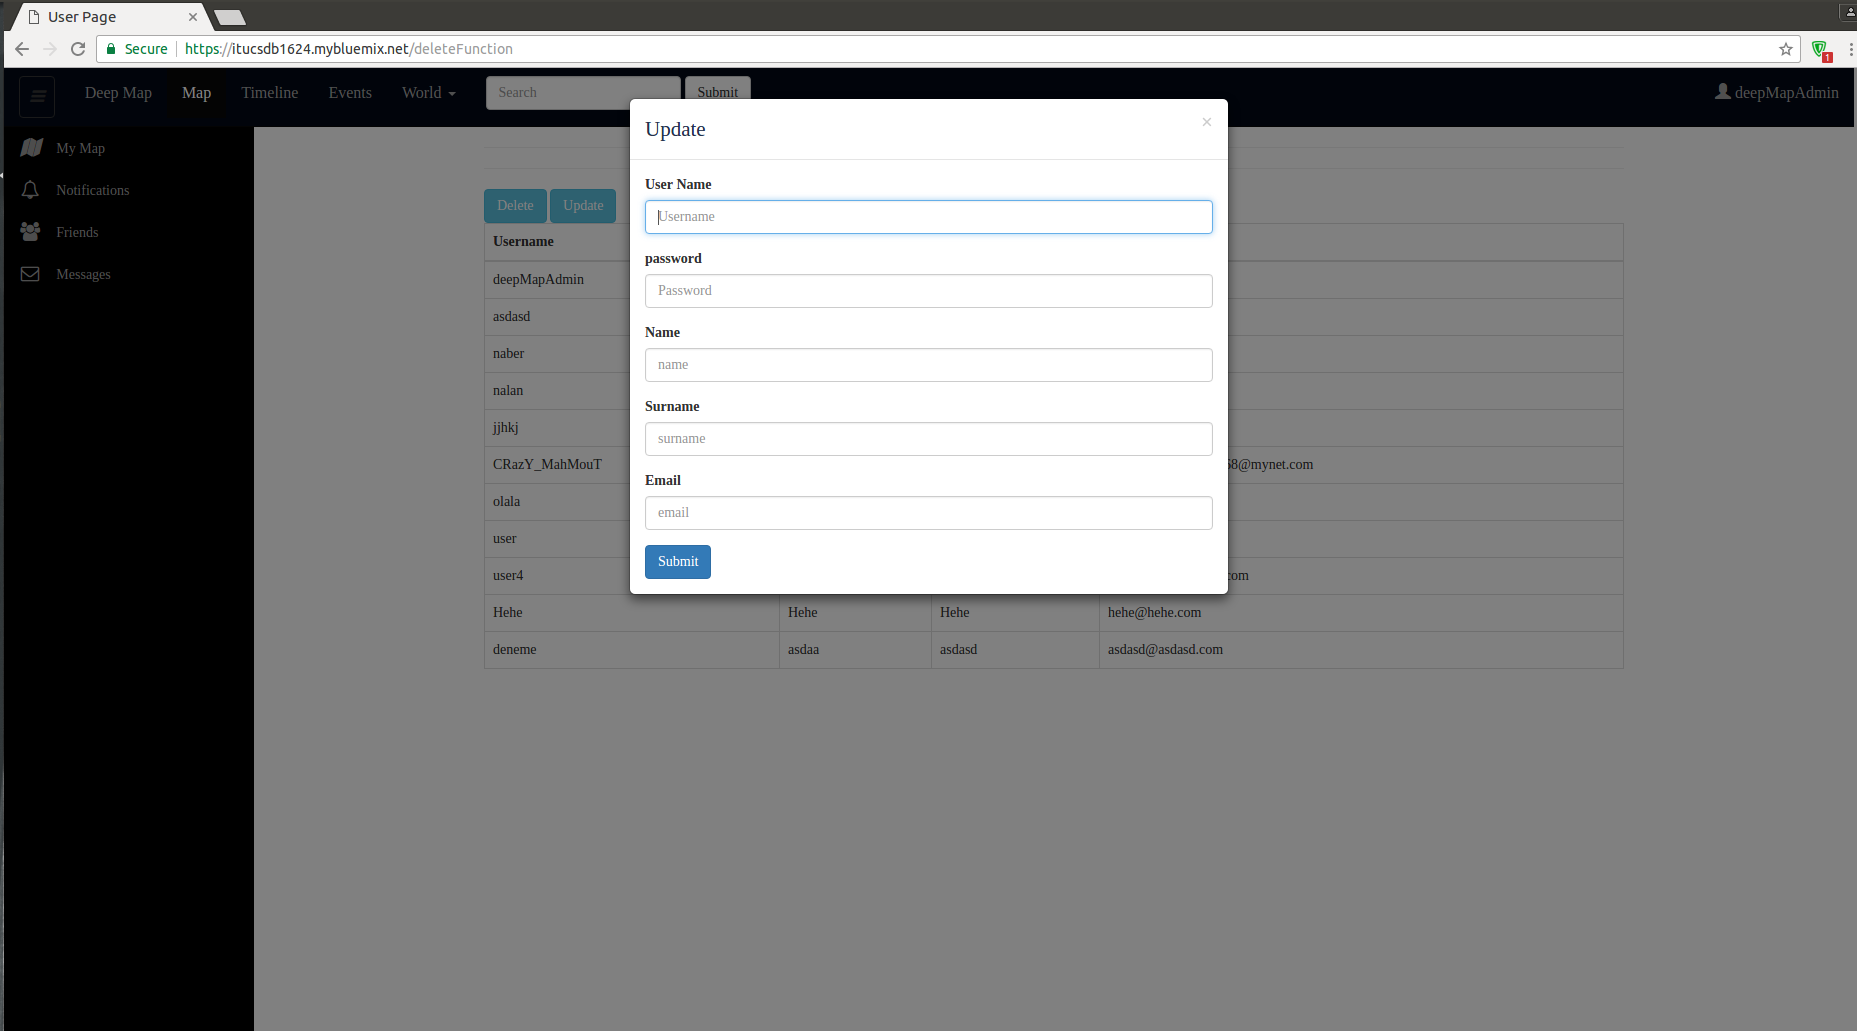 User Page
Secure https://itucsdb1624.mybluemix.net/deleteFunction
1
Deep Map Map Timeline Events World Search Submit deepMapAdmin
My Map
Notifications
Friends
Messages
Delete Update
Username
deepMapAdmin
asdasd
naber
nalan
jjhkj
CRazY_MahMouT 8@mynet.com
olala
user
user4 com
Hehe Hehe Hehe hehe@hehe.com
deneme asdaa asdasd asdasd@asdasd.com
Update ×
User Name
Username
password
Password
Name
name
Surname
surname
Email
email
Submit